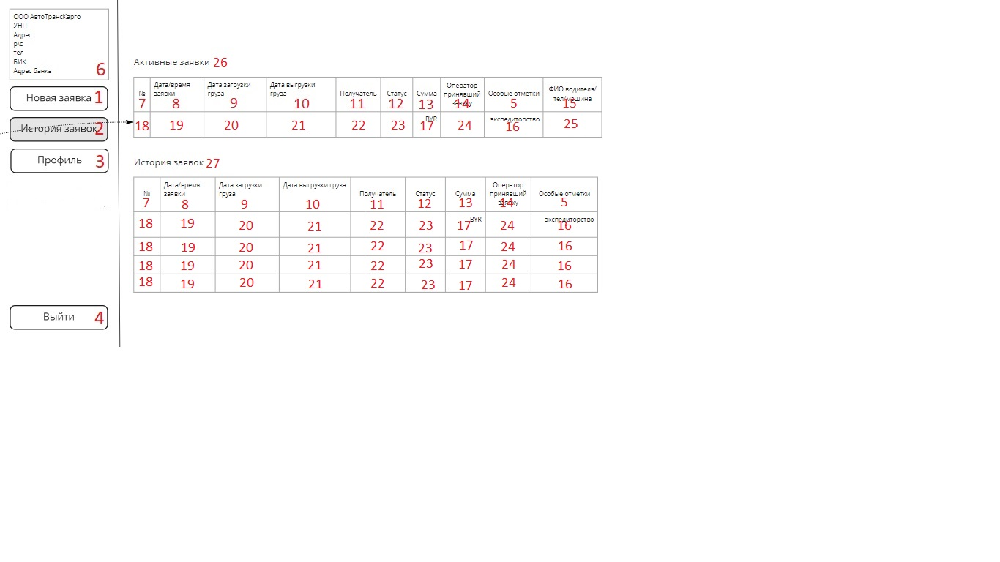 ООО АвтоТрансКарго
УНП
Адрес
р\с
тел
БИК
Адрес банка 6
Новая заявка 1
История заявок 2
Профиль 3
Выйти 4
Активные заявки 26
№ 7
Дата/время
заявки
8
Дата загрузки
груза
9
Дата выгрузки
груза
10
Получатель
11
Статус
12
Сумма
13
Оператор
принявший
заявку
14
Особые отметки
5
ФИО водителя/
тел/машина
15
18 19 20 21 22 23 BYR 17 24 экспедиторство 16 25
История заявок 27
№ 7
Дата/время
заявки
8
Дата загрузки
груза
9
Дата выгрузки груза
10
Получатель
11
Статус
12
Сумма
13
Оператор
принявший
заявку
14
Особые отметки
5
18 19 20 21 22 23 17 BYR 24 экспедиторство 16
18 19 20 21 22 23 17 24 16
18 19 20 21 22 23 17 24 16
18 19 20 21 22 23 17 24 16